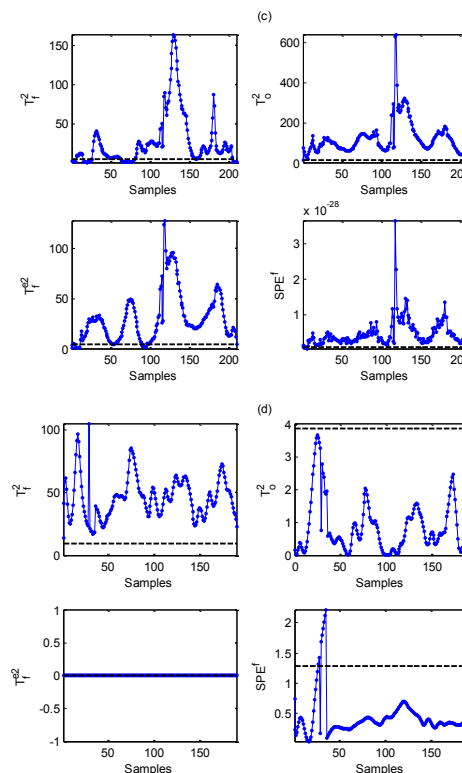 (c)
T_f^2
150
100
50
50 100 150 200
Samples
T_o^2
600
400
200
0
0 50 100 150 200
Samples
T_f^e2
100
50
0
0 50 100 150 200
Samples
x 10^-28
SPE^f
3
2
1
0 50 100 150 200
Samples
(d)
T_f^2
100
50
0
50 100 150
Samples
T_o^2
4
3
2
1
0
0 50 100 150
Samples
T_f^e2
1
0.5
0
-0.5
-1
50 100 150
Samples
SPE^f
2
1.5
1
0.5
50 100 150
Samples